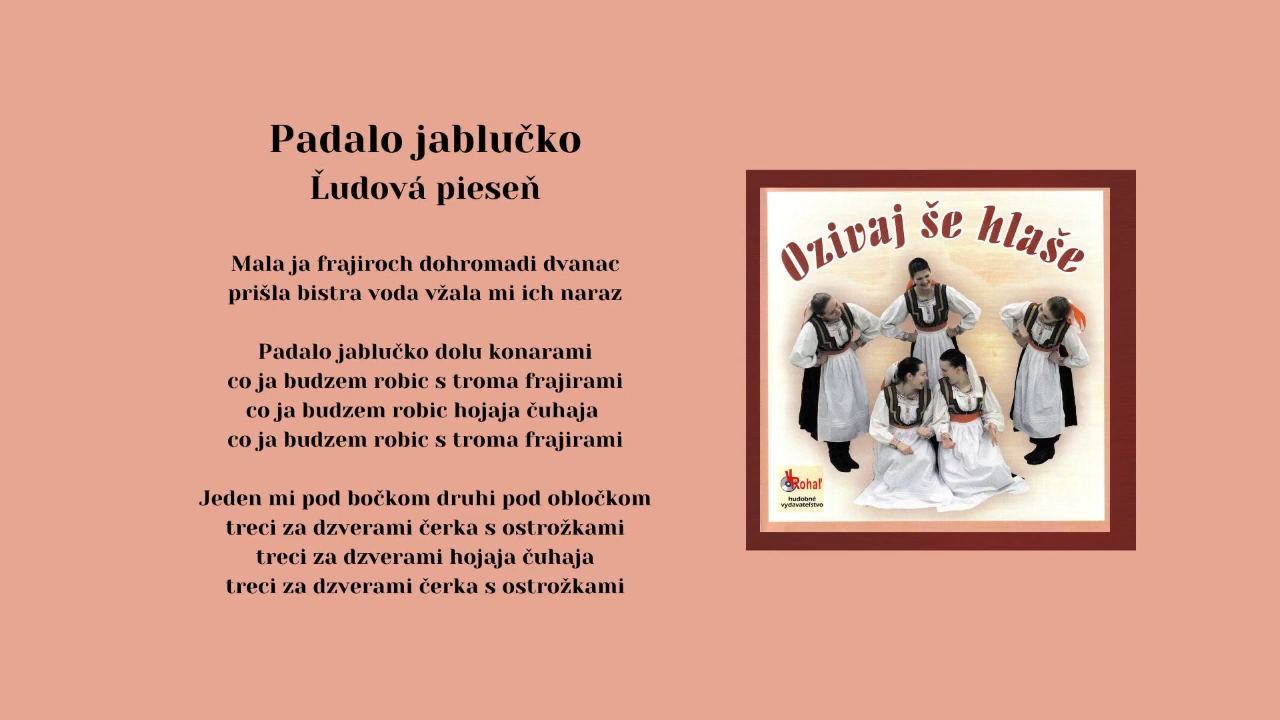 Padalo jablučko
Ľudová pieseň
Mala ja frajiroch dohromadi dvanac
prišla bistra voda vžala mi ich naraz
Padalo jablučko dolu konarami
co ja budzem robic s troma frajirami
co ja budzem robic hojaja čuhaja
co ja budzem robic s troma frajirami
Jeden mi pod bočkom druhi pod obločkom
treci za dzverami čerka s ostrožkami
treci za dzverami hojaja čuhaja
treci za dzverami čerka s ostrožkami
Ozivaj še hlaše
Rohaľ
hudobné
vydavateľstvo